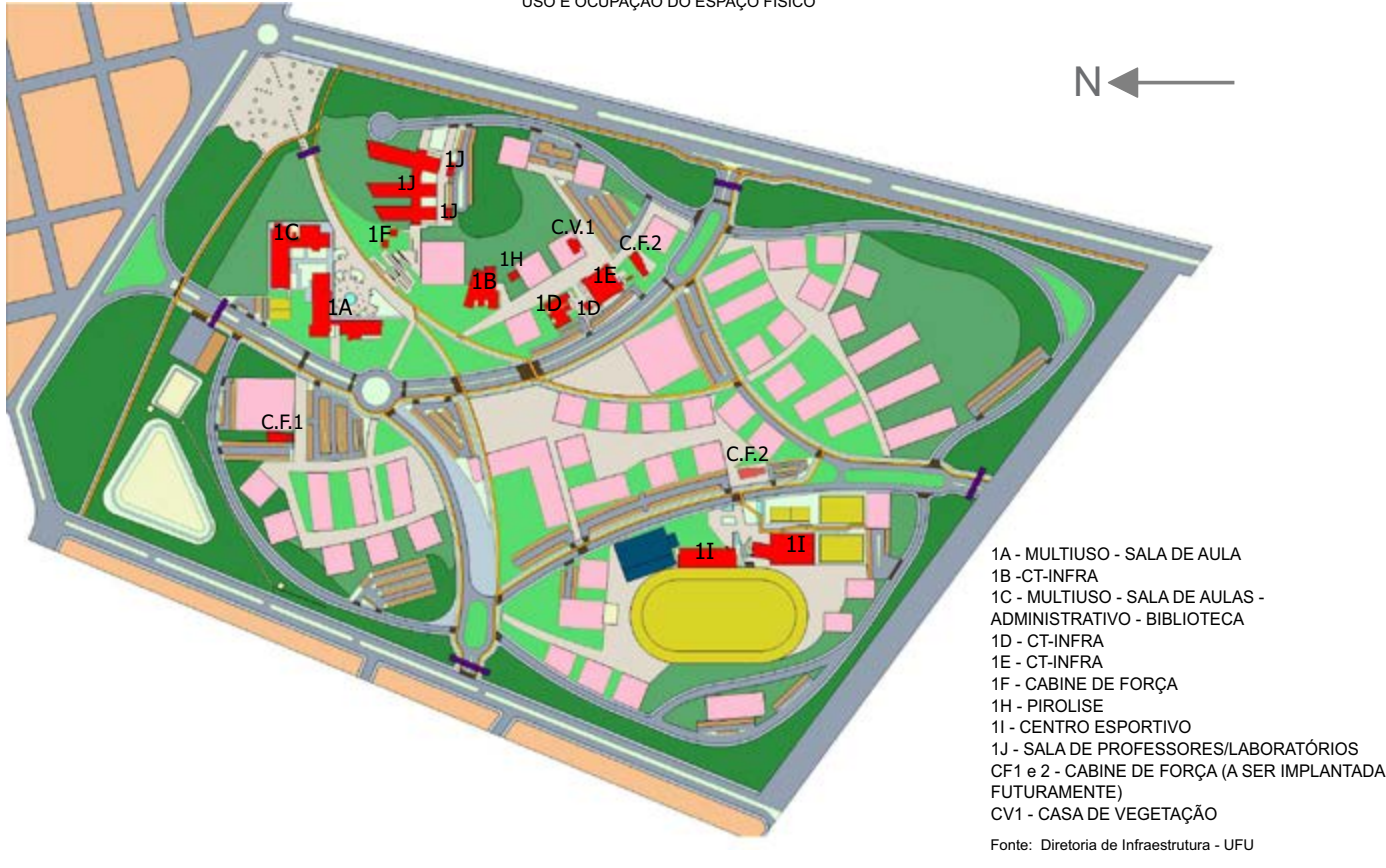 USO E OCUPAÇÃO DO ESPAÇO FÍSICO
N
1J
1J
1J
1C
1F
C.V.1
C.F.2
1H
1B
1E
1A
1D
1D
C.F.1
C.F.2
1I
1I
1A - MULTIUSO - SALA DE AULA
1B -CT-INFRA
1C - MULTIUSO - SALA DE AULAS -
ADMINISTRATIVO - BIBLIOTECA
1D - CT-INFRA
1E - CT-INFRA
1F - CABINE DE FORÇA
1H - PIROLISE
1I - CENTRO ESPORTIVO
1J - SALA DE PROFESSORES/LABORATÓRIOS
CF1 e 2 - CABINE DE FORÇA (A SER IMPLANTADA
FUTURAMENTE)
CV1 - CASA DE VEGETAÇÃO
Fonte: Diretoria de Infraestrutura - UFU